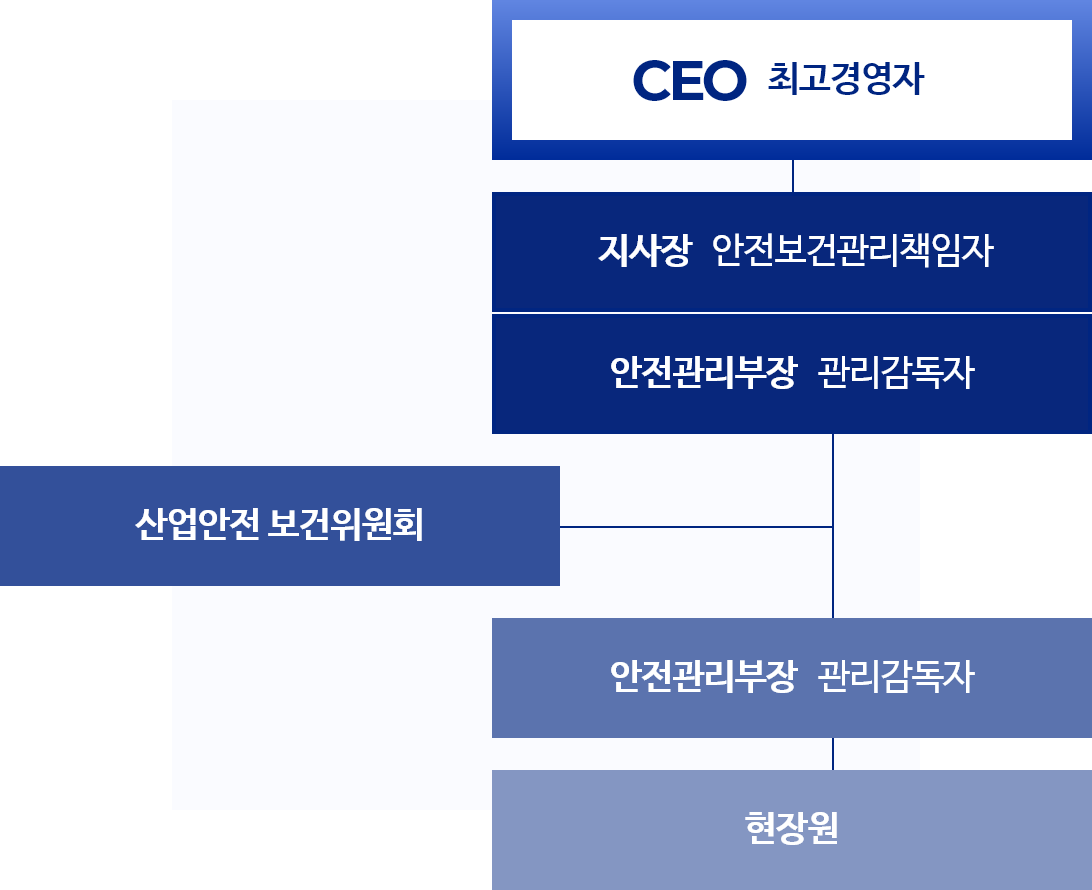 CEO 최고경영자
지사장 안전보건관리책임자
안전관리부장 관리감독자
산업안전 보건위원회
안전관리부장 관리감독자
현장원